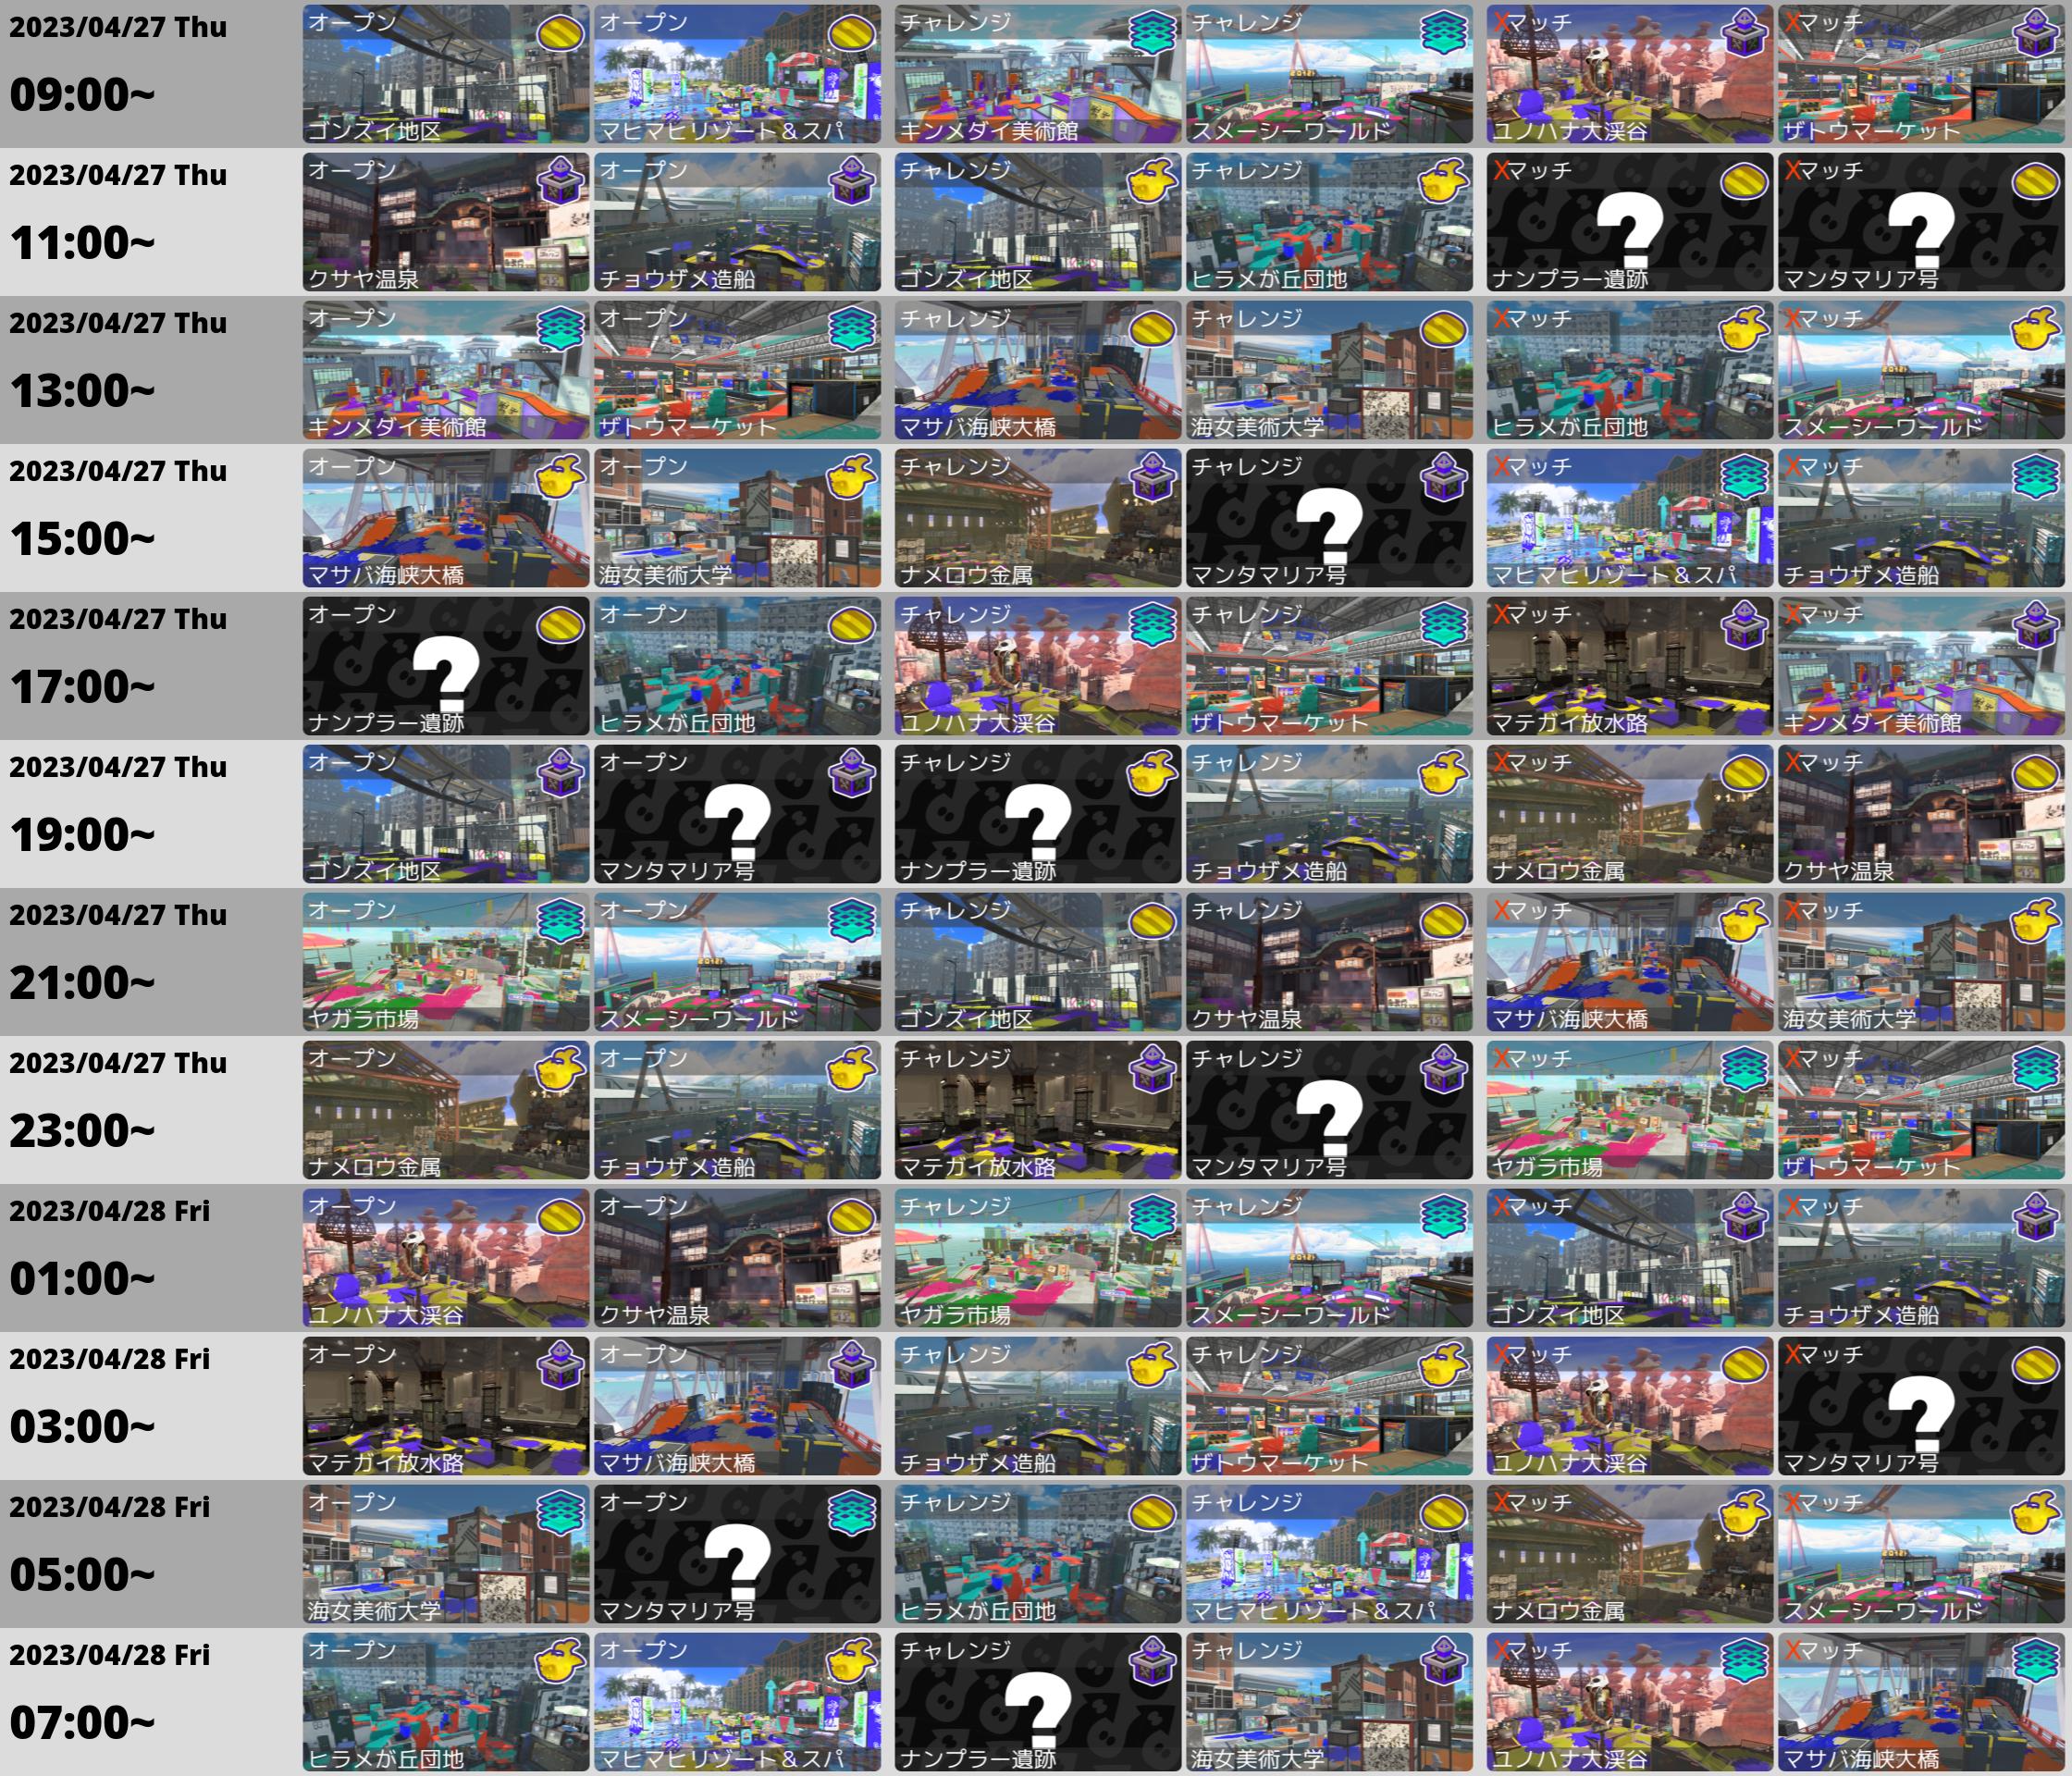 2023/04/27 Thu
09:00~
オープン
ゴンズイ地区
オープン
マヒマヒリゾート＆スパ
チャレンジ
キンメダイ美術館
チャレンジ
スメーシーワールド
Xマッチ
ユノハナ大渓谷
Xマッチ
ザトウマーケット
2023/04/27 Thu
11:00~
オープン
クサヤ温泉
オープン
チョウザメ造船
チャレンジ
ゴンズイ地区
チャレンジ
ヒラメが丘団地
Xマッチ
?
ナンプラー遺跡
Xマッチ
?
マンタマリア号
2023/04/27 Thu
13:00~
オープン
キンメダイ美術館
オープン
ザトウマーケット
チャレンジ
マサバ海峡大橋
チャレンジ
海女美術大学
Xマッチ
ヒラメが丘団地
Xマッチ
スメーシーワールド
2023/04/27 Thu
15:00~
オープン
マサバ海峡大橋
オープン
海女美術大学
チャレンジ
ナメロウ金属
チャレンジ
?
マンタマリア号
Xマッチ
マヒマヒリゾート＆スパ
Xマッチ
チョウザメ造船
2023/04/27 Thu
17:00~
オープン
?
ナンプラー遺跡
オープン
ヒラメが丘団地
チャレンジ
ユノハナ大渓谷
チャレンジ
ザトウマーケット
Xマッチ
マテガイ放水路
Xマッチ
キンメダイ美術館
2023/04/27 Thu
19:00~
オープン
ゴンズイ地区
オープン
?
マンタマリア号
チャレンジ
?
ナンプラー遺跡
チャレンジ
チョウザメ造船
Xマッチ
ナメロウ金属
Xマッチ
クサヤ温泉
2023/04/27 Thu
21:00~
オープン
ヤガラ市場
オープン
スメーシーワールド
チャレンジ
ゴンズイ地区
チャレンジ
クサヤ温泉
Xマッチ
マサバ海峡大橋
Xマッチ
海女美術大学
2023/04/27 Thu
23:00~
オープン
ナメロウ金属
オープン
チョウザメ造船
チャレンジ
マテガイ放水路
チャレンジ
?
マンタマリア号
Xマッチ
ヤガラ市場
Xマッチ
ザトウマーケット
2023/04/28 Fri
01:00~
オープン
ユノハナ大渓谷
オープン
クサヤ温泉
チャレンジ
ヤガラ市場
チャレンジ
スメーシーワールド
Xマッチ
ゴンズイ地区
Xマッチ
チョウザメ造船
2023/04/28 Fri
03:00~
オープン
マテガイ放水路
オープン
マサバ海峡大橋
チャレンジ
チョウザメ造船
チャレンジ
ザトウマーケット
Xマッチ
ユノハナ大渓谷
Xマッチ
?
マンタマリア号
2023/04/28 Fri
05:00~
オープン
海女美術大学
オープン
?
マンタマリア号
チャレンジ
ヒラメが丘団地
チャレンジ
マヒマヒリゾート＆スパ
Xマッチ
ナメロウ金属
Xマッチ
スメーシーワールド
2023/04/28 Fri
07:00~
オープン
ヒラメが丘団地
オープン
マヒマヒリゾート＆スパ
チャレンジ
?
ナンプラー遺跡
チャレンジ
海女美術大学
Xマッチ
ユノハナ大渓谷
Xマッチ
マサバ海峡大橋